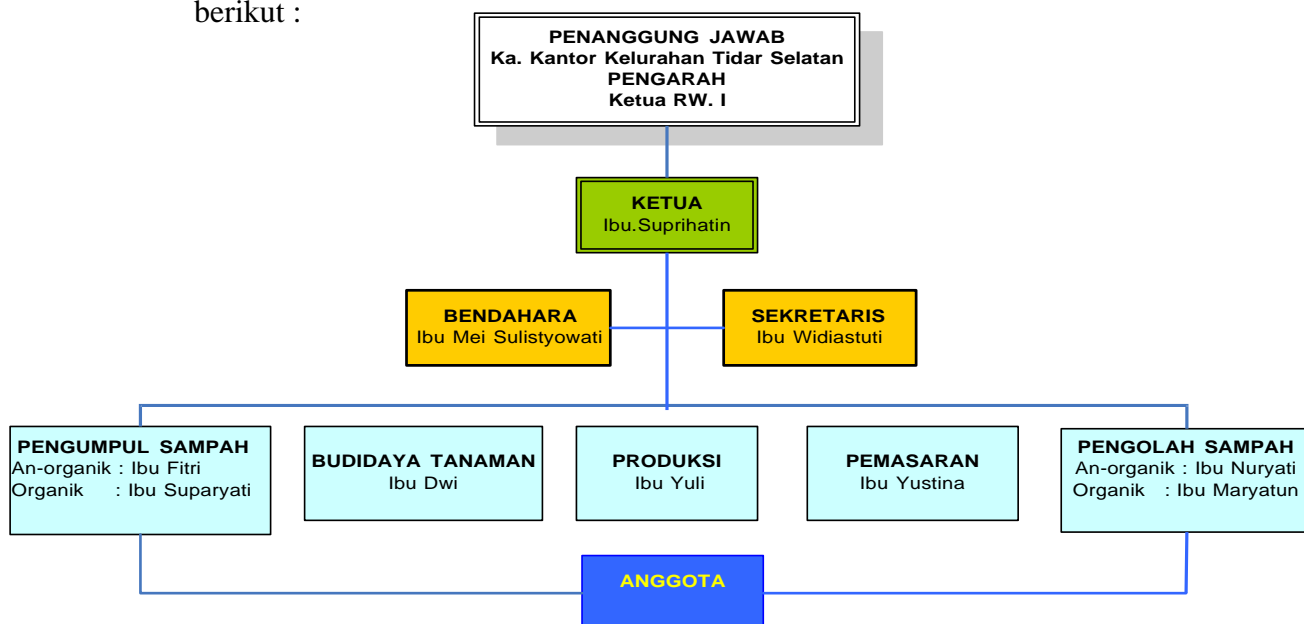 berikut :
PENANGGUNG JAWAB
Ka. Kantor Kelurahan Tidar Selatan
PENGARAH
Ketua RW. I
KETUA
Ibu.Suprihatin
BENDAHARA
Ibu Mei Sulistyowati
SEKRETARIS
Ibu Widiastuti
PENGUMPUL SAMPAH
An-organik : Ibu Fitri
Organik : Ibu Suparyati
BUDIDAYA TANAMAN
Ibu Dwi
PRODUKSI
Ibu Yuli
PEMASARAN
Ibu Yustina
PENGOLAH SAMPAH
An-organik : Ibu Nuryati
Organik : Ibu Maryatun
ANGGOTA